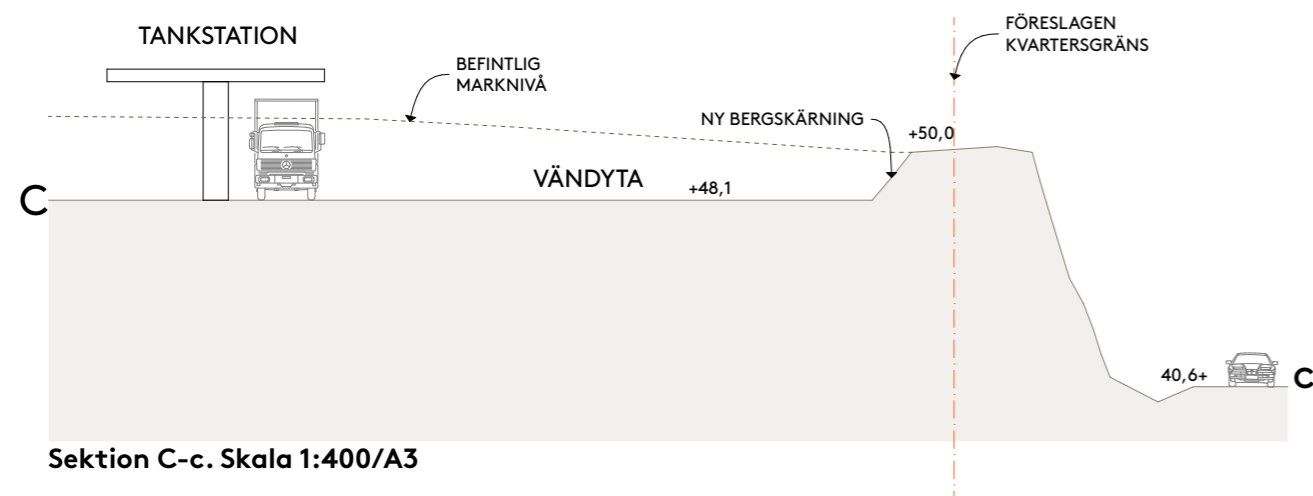 TANKSTATION
FÖRESLAGEN
KVARTERSGRÄNS
BEFINTLIG
MARKNIVÅ
NY BERGSKÄRNING
+50,0
VÄNDYTA
+48,1
C
40,6+
C
Sektion C-c. Skala 1:400/A3